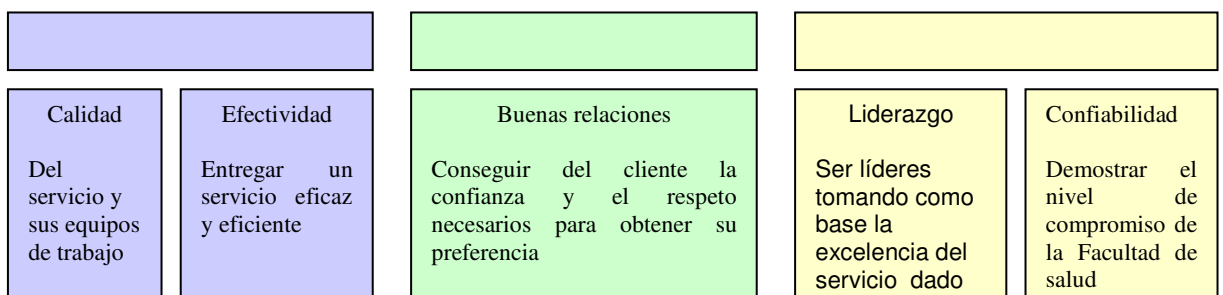 Calidad
Del
servicio y
sus equipos
de trabajo
Efectividad
Entregar un
servicio eficaz
y eficiente
Buenas relaciones
Conseguir del cliente la
confianza y el respeto
necesarios para obtener su
preferencia
Liderazgo
Ser líderes
tomando como
base la
excelencia del
servicio dado
Confiabilidad
Demostrar el
nivel de
compromiso de
la Facultad de
salud